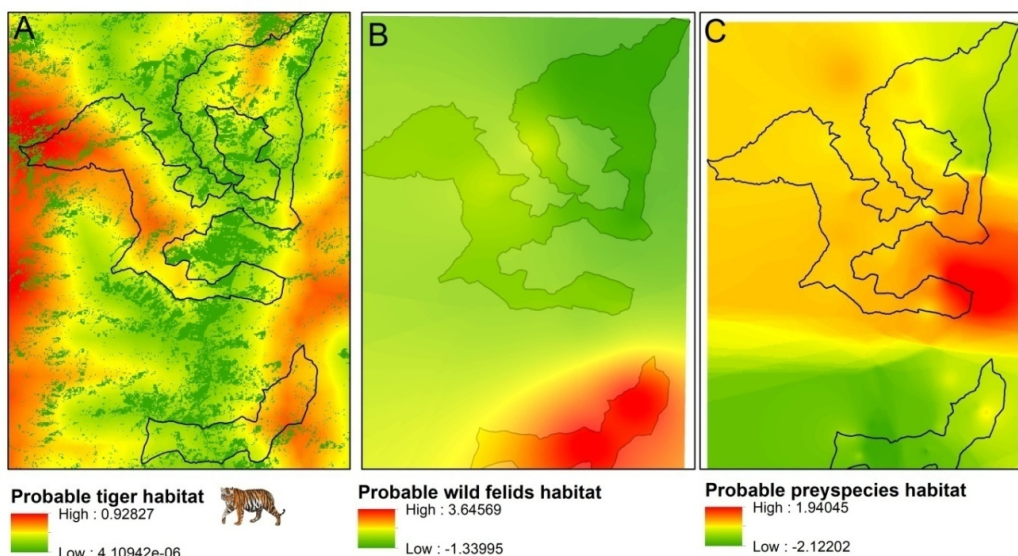 A
B
C
Probable tiger habitat
High : 0.92827
Low : 4.10942e-06
Probable wild felids habitat
High : 3.64569
Low : -1.33995
Probable preyspecies habitat
High : 1.94045
Low : -2.12202